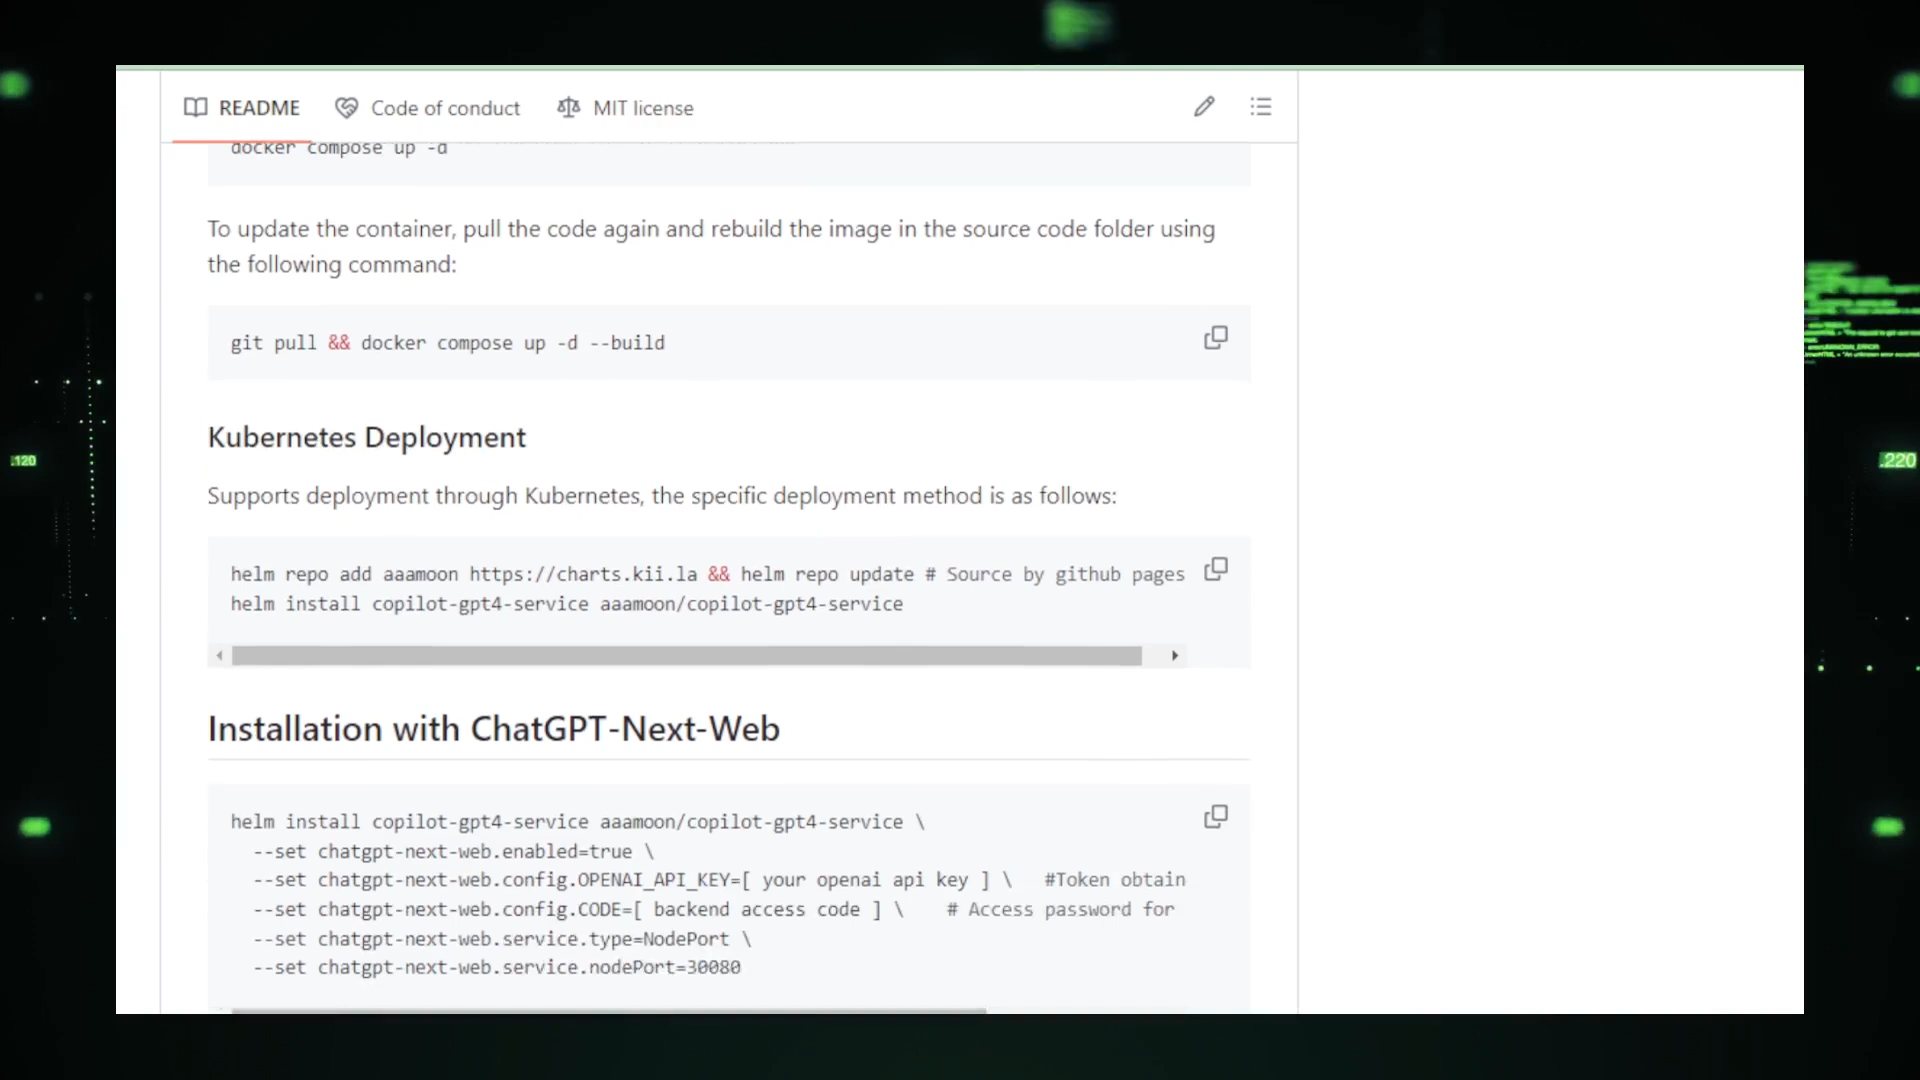 README Code of conduct MIT license
docker compose up -d
To update the container, pull the code again and rebuild the image in the source code folder using
the following command:
git pull && docker compose up -d --build
Kubernetes Deployment
Supports deployment through Kubernetes, the specific deployment method is as follows:
helm repo add aaamoon https://charts.kii.la && helm repo update # Source by github pages
helm install copilot-gpt4-service aaamoon/copilot-gpt4-service
Installation with ChatGPT-Next-Web
helm install copilot-gpt4-service aaamoon/copilot-gpt4-service \
--set chatgpt-next-web.enabled=true \
--set chatgpt-next-web.config.OPENAI_API_KEY=[ your openai api key ] \ #Token obtain
--set chatgpt-next-web.config.CODE=[ backend access code ] \ # Access password for
--set chatgpt-next-web.service.type=NodePort \
--set chatgpt-next-web.service.nodePort=30080
.120
.220